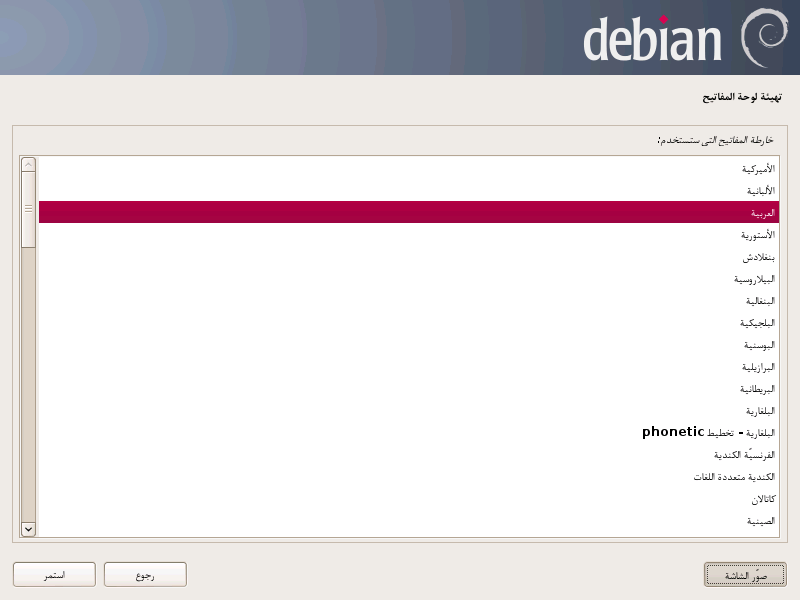 debian
تهيئة لوحة المفاتيح
خارطة المفاتيح التي ستستخدم:
الأميركية
الألبانية
العربية
الأستورية
بنغلادش
البيلاروسية
البنغالية
البلجيكية
البوسنية
البرازيلية
البريطانية
البلغارية
البلغارية - تخطيط phonetic
الفرنسيّة الكندية
الكندية متعددة اللغات
كاتالان
الصينية
صوّر الشاشة
رجوع
استمر